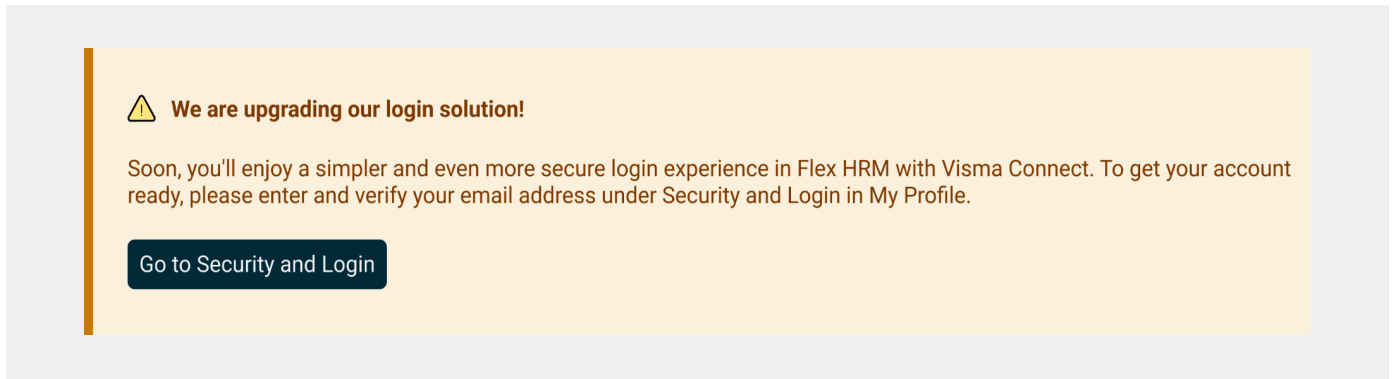 We are upgrading our login solution!
Soon, you'll enjoy a simpler and even more secure login experience in Flex HRM with Visma Connect. To get your account
ready, please enter and verify your email address under Security and Login in My Profile.
Go to Security and Login